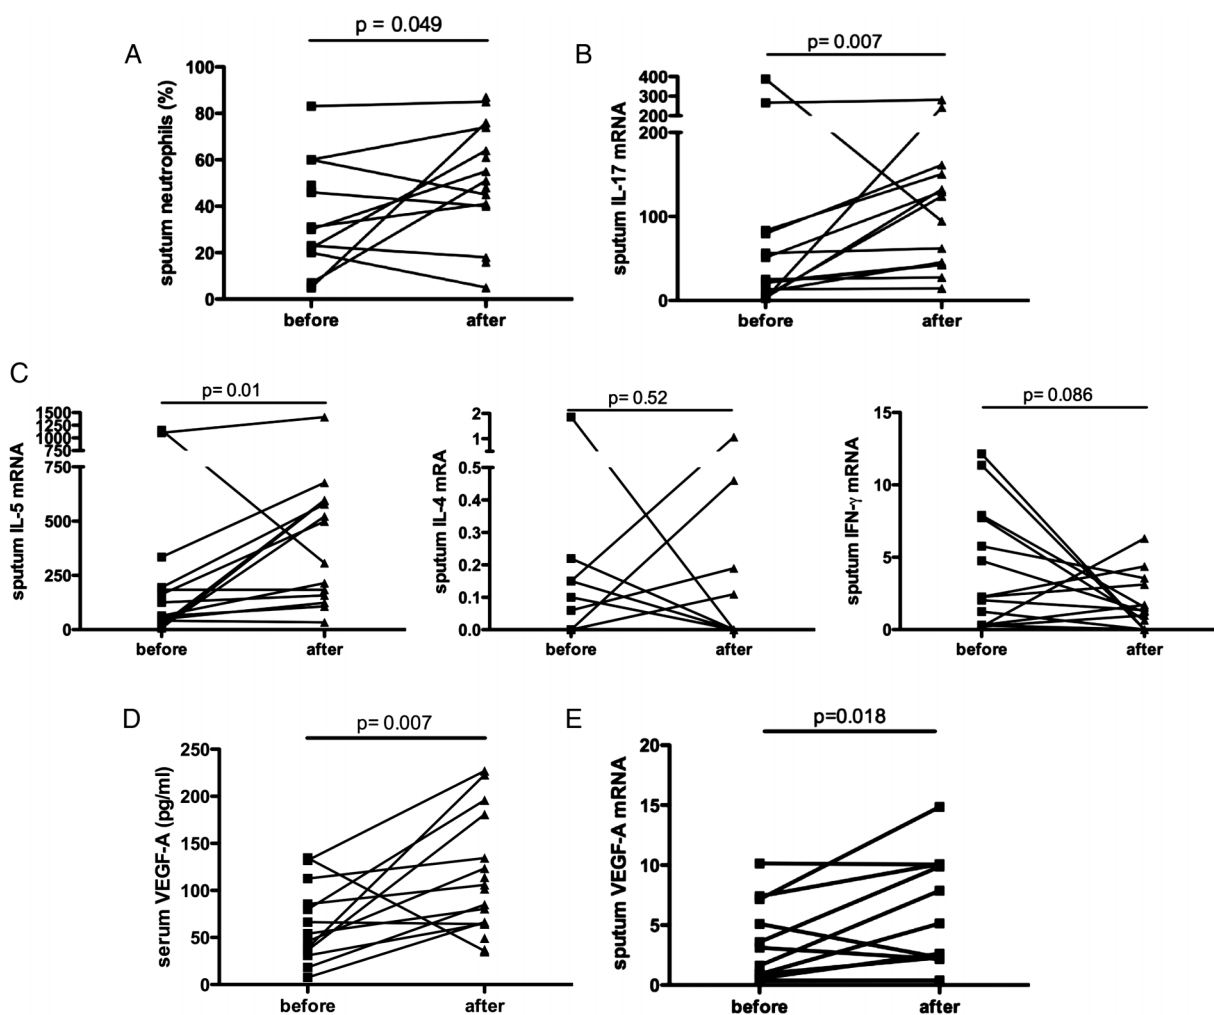 A
p = 0.049
sputum neutrophils (%)
100
80
60
40
20
0
before
after
B
p= 0.007
sputum IL-17 mRNA
400
300
200
200
100
0
before
after
C
p= 0.01
sputum IL-5 mRNA
1500
1250
1000
750
750
500
250
0
before
after
p = 0.52
sputum IL-4 mRA
2
1
0.5
0.4
0.3
0.2
0.1
0.0
before
after
p = 0.086
sputum IFN-γ mRNA
15
10
5
0
before
after
D
p= 0.007
serum VEGF-A (pg/ml)
250
200
150
100
50
0
before
after
E
p=0.018
sputum VEGF-A mRNA
20
15
10
5
0
before
after